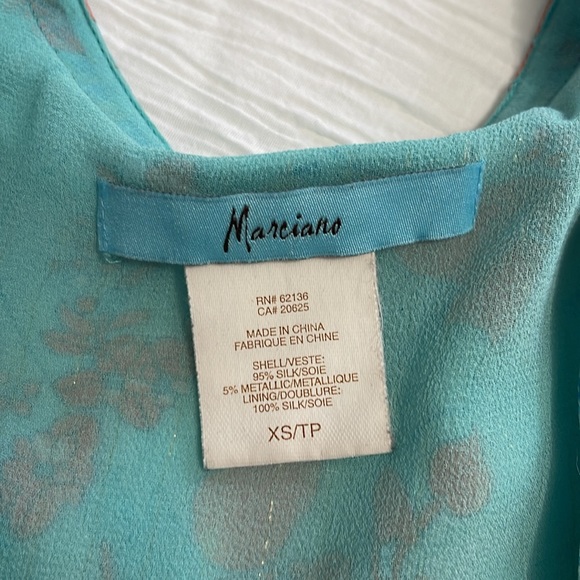 Marciano
RN# 62136
CA# 20625
MADE IN CHINA
FABRIQUE EN CHINE
SHELL/VESTE:
95% SILK/SOIE
5% METALLIC/METALLIQUE
LINING/DOUBLURE:
100% SILK/SOIE
XS/TP